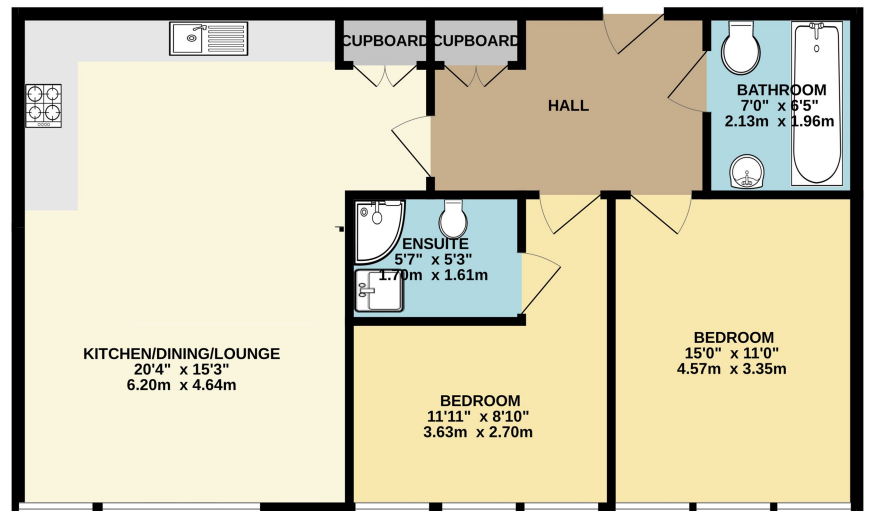 CUPBOARD
CUPBOARD
HALL
BATHROOM
7'0" x 6'5"
2.13m x 1.96m
ENSUITE
5'7" x 5'3"
1.70m x 1.61m
KITCHEN/DINING/LOUNGE
20'4" x 15'3"
6.20m x 4.64m
BEDROOM
15'0" x 11'0"
4.57m x 3.35m
BEDROOM
11'11" x 8'10"
3.63m x 2.70m